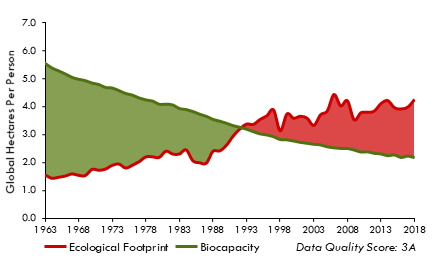 7.0
6.0
5.0
4.0
3.0
2.0
1.0
0.0
Global Hectares Per Person
1963 1968 1973 1978 1983 1988 1993 1998 2003 2008 2013 2018
Ecological Footprint Biocapacity Data Quality Score: 3A